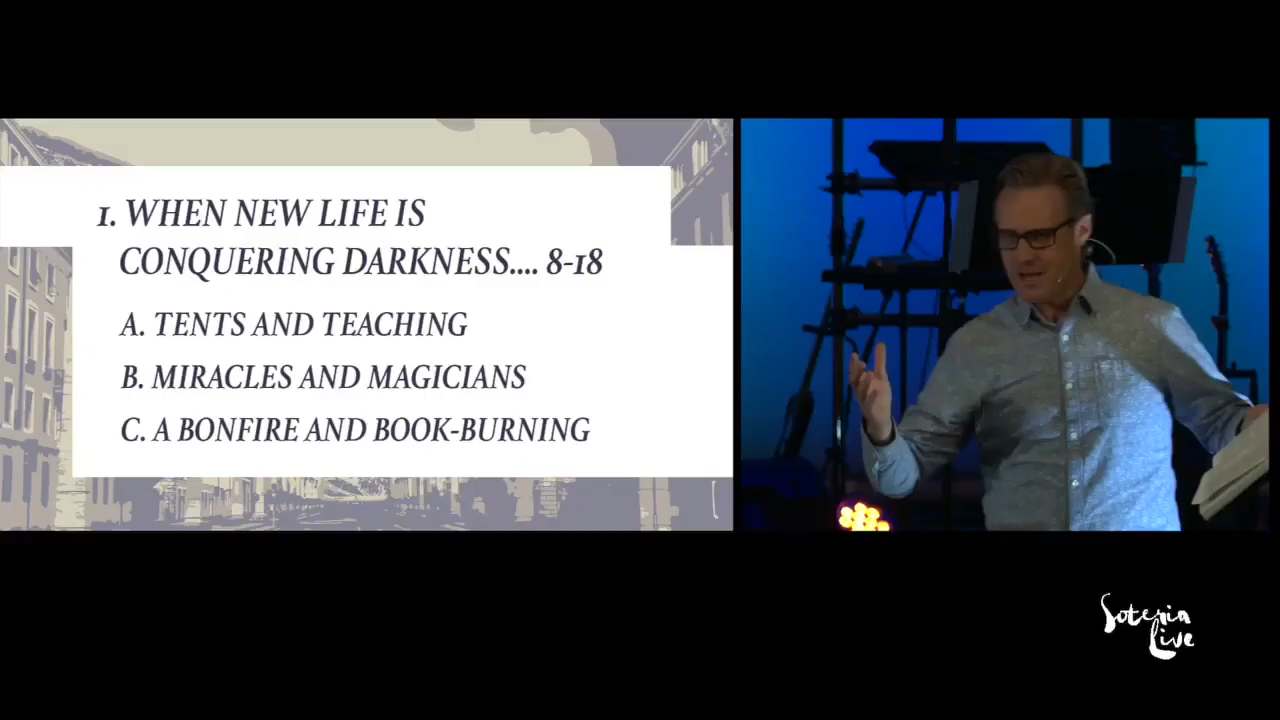 1. WHEN NEW LIFE IS
CONQUERING DARKNESS.... 8-18
A. TENTS AND TEACHING
B. MIRACLES AND MAGICIANS
C. A BONFIRE AND BOOK-BURNING
Soteria
Live